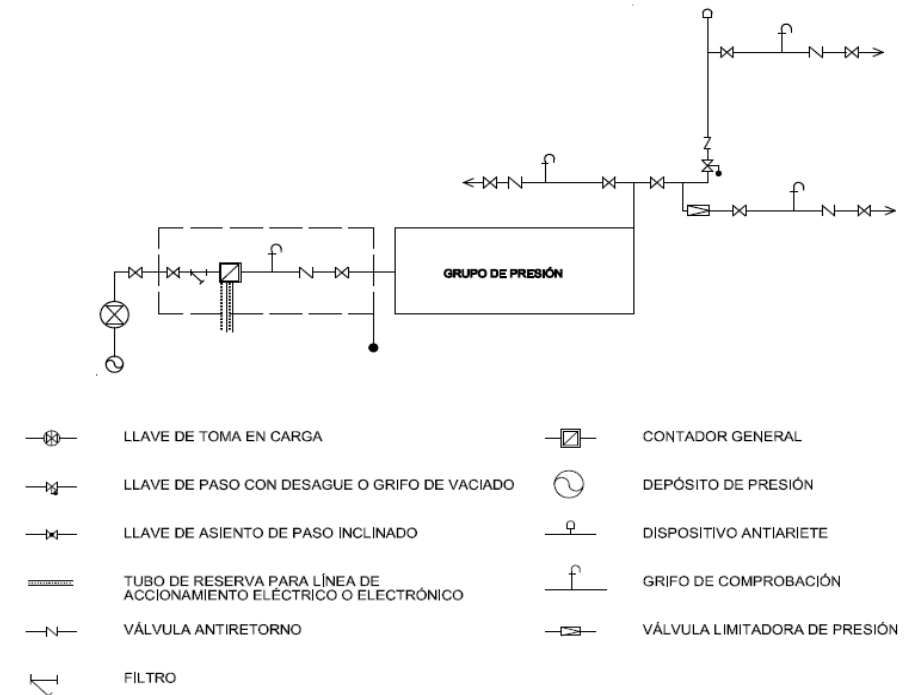 GRUPO DE PRESIÓN
LLAVE DE TOMA EN CARGA
LLAVE DE PASO CON DESAGUE O GRIFO DE VACIADO
LLAVE DE ASIENTO DE PASO INCLINADO
TUBO DE RESERVA PARA LÍNEA DE
ACCIONAMIENTO ELÉCTRICO O ELECTRÓNICO
VÁLVULA ANTIRETORNO
FILTRO
CONTADOR GENERAL
DEPÓSITO DE PRESIÓN
DISPOSITIVO ANTIARIETE
GRIFO DE COMPROBACIÓN
VÁLVULA LIMITADORA DE PRESIÓN